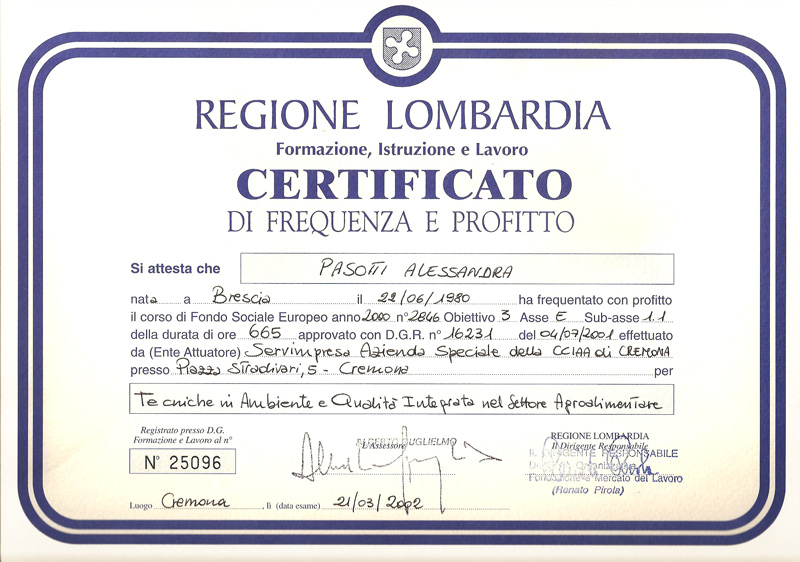 REGIONE LOMBARDIA
Formazione, Istruzione e Lavoro
CERTIFICATO
DI FREQUENZA E PROFITTO
Si attesta che PASOTTI ALESSANDRA
nata a Brescia il 22/06/1980 ha frequentato con profitto
il corso di Fondo Sociale Europeo anno 2000 n° 2846 Obiettivo 3 Asse E Sub-asse 1.1
della durata di ore 665 approvato con D.G.R. n° 16231 del 04/07/2001 effettuato
da (Ente Attuatore) Servimpresa Azienda Speciale della CCIAA di CREMONA
presso Piazza Stradivari, 5 - Cremona per
Tecniche in Ambiente e Qualità Integrata nel Settore Agroalimentare
Registrato presso D.G.
Formazione e Lavoro al n°
N° 25096
ALBERTO GUGLIELMO
L'Assessore
REGIONE LOMBARDIA
Il Dirigente Responsabile
IL DIRIGENTE RESPONSABILE
Formazione e Mercato del Lavoro
(Renato Pirola)
Luogo Cremona, lì (data esame) 21/03/2002